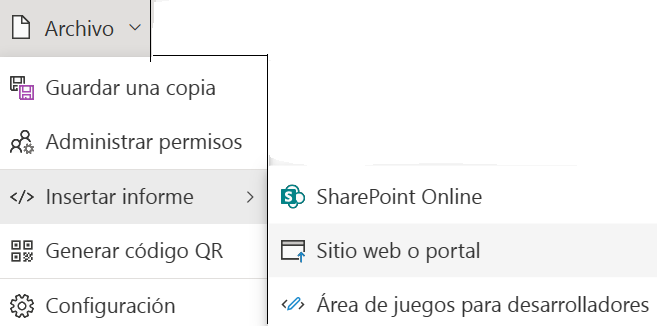 Archivo
Guardar una copia
Administrar permisos
Insertar informe
SharePoint Online
Generar código QR
Sitio web o portal
Configuración
Área de juegos para desarrolladores